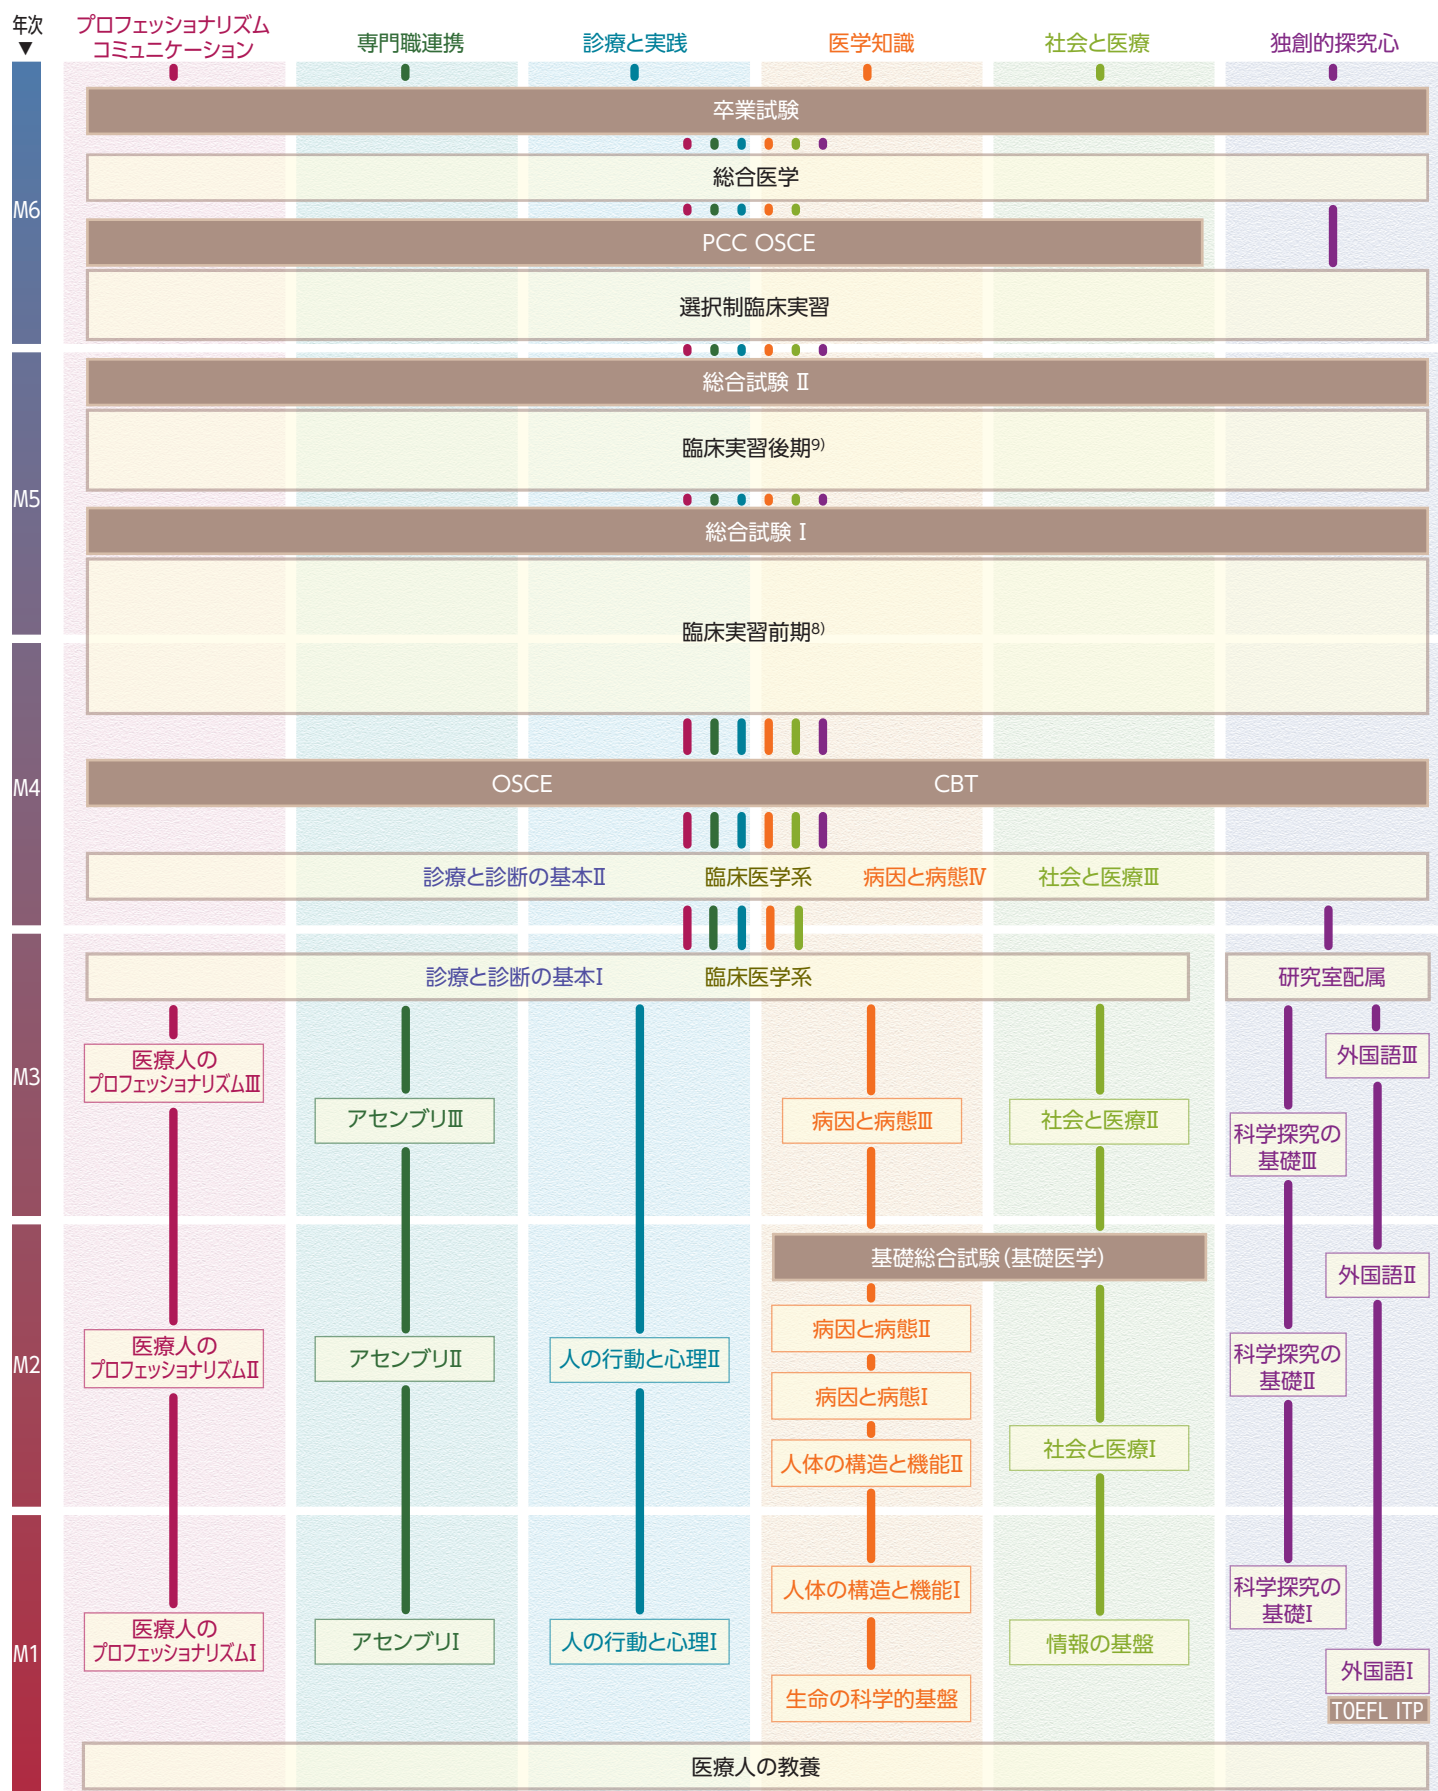 年次
▼
プロフェッショナリズム
コミュニケーション
専門職連携
診療と実践
医学知識
社会と医療
独創的探究心
卒業試験
総合医学
M6
PCC OSCE
選択制臨床実習
総合試験 Ⅱ
臨床実習後期9)
M5
総合試験 Ⅰ
臨床実習前期8)
M4
OSCE
CBT
診療と診断の基本Ⅱ
臨床医学系
病因と病態Ⅳ
社会と医療Ⅲ
診療と診断の基本Ⅰ
臨床医学系
研究室配属
M3
医療人の
プロフェッショナリズムⅢ
外国語Ⅲ
アセンブリⅢ
病因と病態Ⅲ
社会と医療Ⅱ
科学探究の
基礎Ⅲ
基礎総合試験(基礎医学)
外国語Ⅱ
M2
医療人の
プロフェッショナリズムⅡ
アセンブリⅡ
人の行動と心理Ⅱ
病因と病態Ⅱ
科学探究の
基礎Ⅱ
病因と病態Ⅰ
社会と医療Ⅰ
人体の構造と機能Ⅱ
人体の構造と機能Ⅰ
科学探究の
基礎Ⅰ
M1
医療人の
プロフェッショナリズムⅠ
アセンブリⅠ
人の行動と心理Ⅰ
情報の基盤
外国語Ⅰ
生命の科学的基盤
TOEFL ITP
医療人の教養